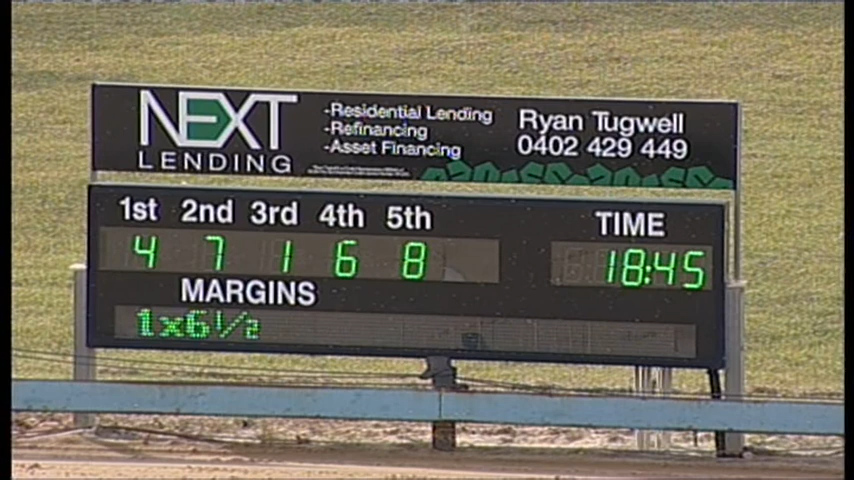 NEXT
LENDING
-Residential Lending
-Refinancing
-Asset Financing
Ryan Tugwell
0402 429 449
1st 2nd 3rd 4th 5th TIME
4 7 1 6 8 18:45
MARGINS
1x6½